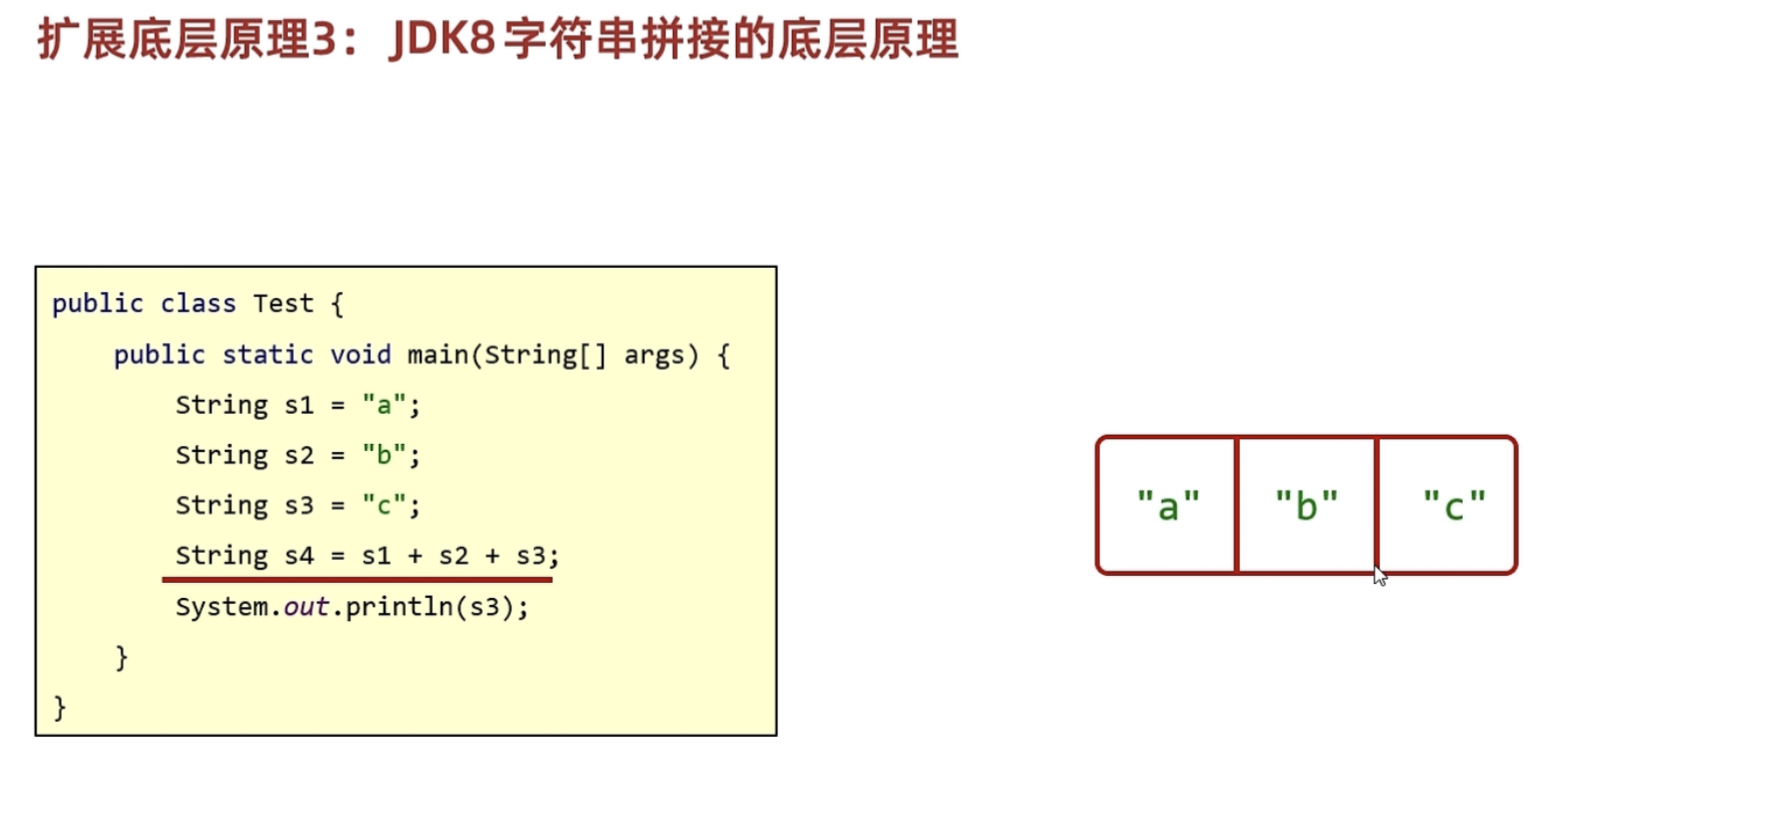 扩展底层原理3：JDK8字符串拼接的底层原理
public class Test {
    public static void main(String[] args) {
        String s1 = "a";
        String s2 = "b";
        String s3 = "c";
        String s4 = s1 + s2 + s3;
        System.out.println(s3);
    }
}
"a" "b" "c"